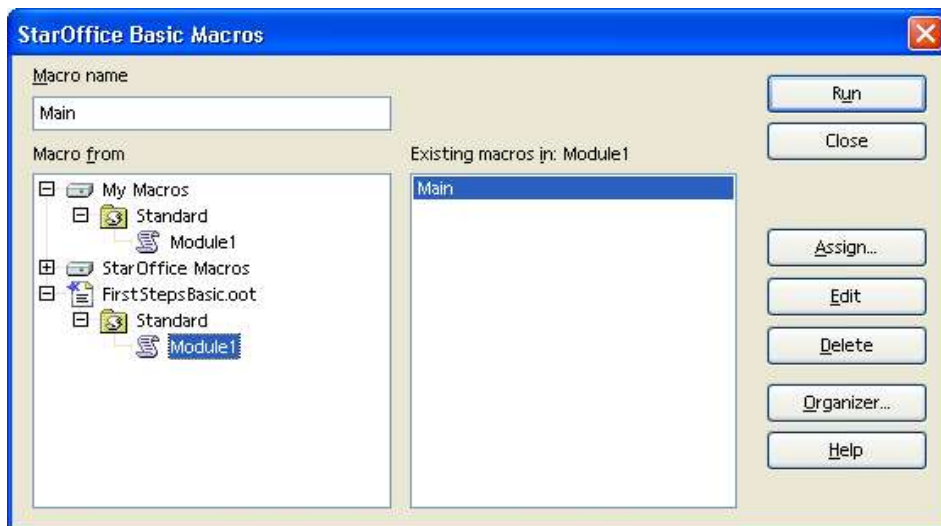 StarOffice Basic Macros
Macro name
Main
Macro from
Existing macros in: Module1
My Macros
Standard
Module1
StarOffice Macros
FirstStepsBasic.oot
Standard
Module1
Main
Run
Close
Assign...
Edit
Delete
Organizer...
Help